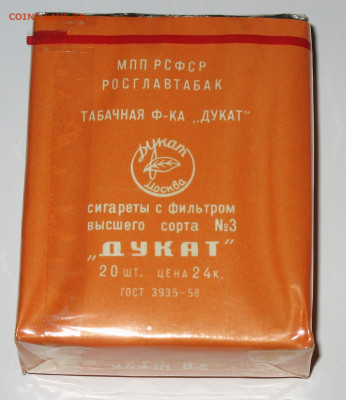 МПП РСФСР
РОСГЛАВТАБАК
ТАБАЧНАЯ Ф-КА „ДУКАТ"
Дукат
Москва
сигареты с фильтром
высшего сорта №3
„ДУКАТ"
20 шт. ЦЕНА 24к.
ГОСТ 3935-56